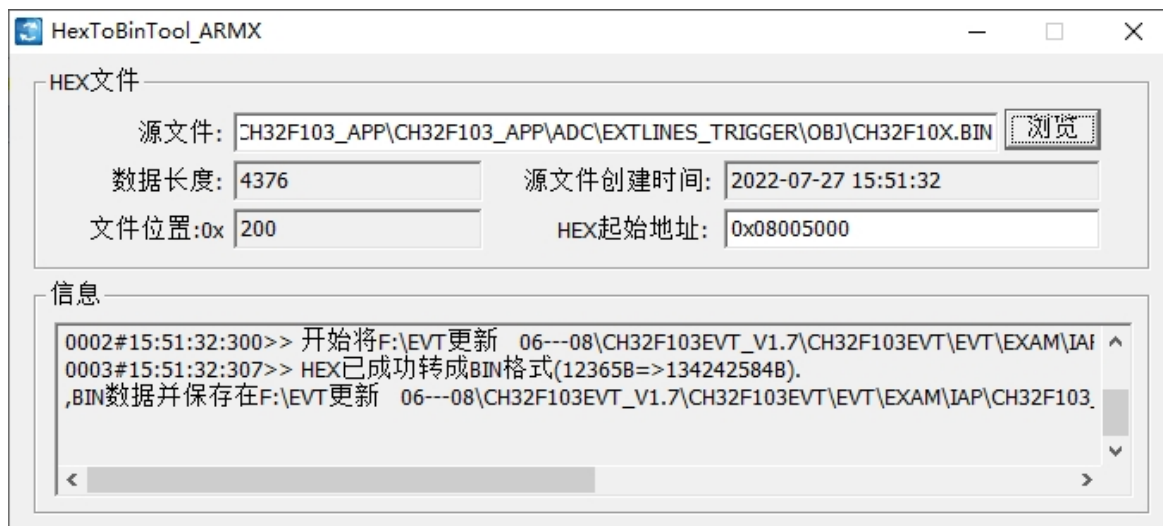 HexToBinTool_ARMX
HEX文件
源文件: CH32F103_APP\CH32F103_APP\ADC\EXTLINES_TRIGGER\OBJ\CH32F10X.BIN 浏览
数据长度: 4376 源文件创建时间: 2022-07-27 15:51:32
文件位置:0x 200 HEX起始地址: 0x08005000
信息
0002#15:51:32:300>> 开始将F:\EVT更新 06---08\CH32F103EVT_V1.7\CH32F103EVT\EVT\EXAM\IAP
0003#15:51:32:307>> HEX已成功转成BIN格式(12365B=>134242584B).
,BIN数据并保存在F:\EVT更新 06---08\CH32F103EVT_V1.7\CH32F103EVT\EVT\EXAM\IAP\CH32F103_